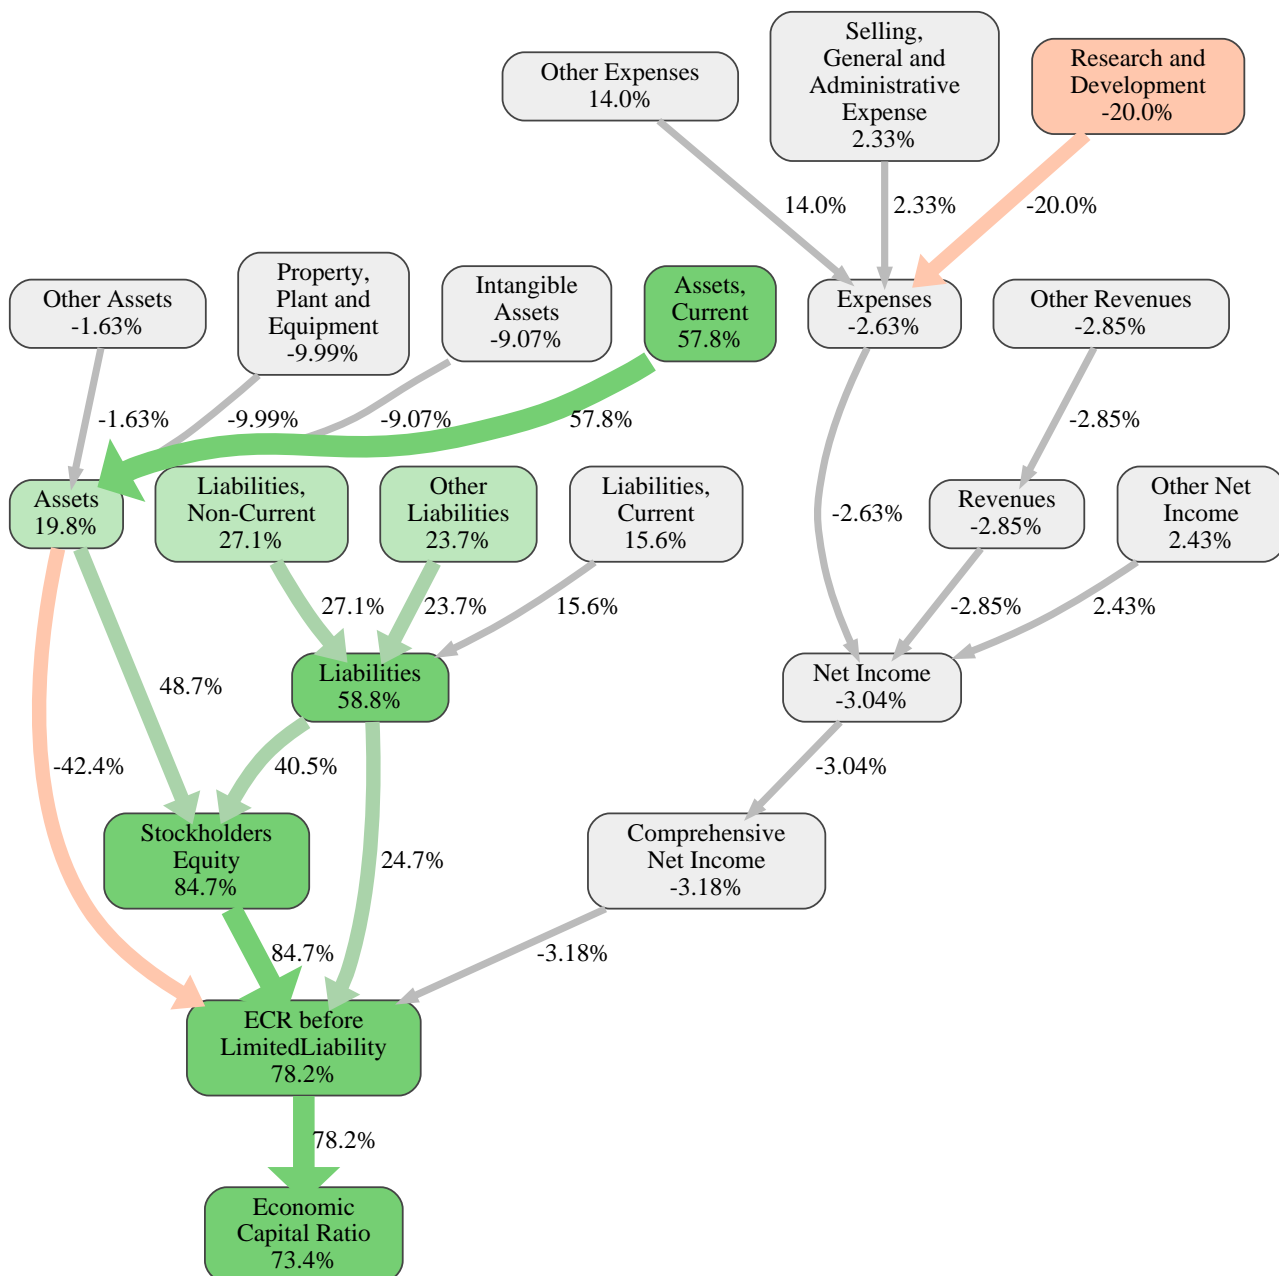 Selling,
General and
Administrative
Expense
2.33%
Other Expenses
14.0%
Research and
Development
-20.0%
14.0%
2.33%
-20.0%
Other Assets
-1.63%
Property,
Plant and
Equipment
-9.99%
Intangible
Assets
-9.07%
Assets,
Current
57.8%
Expenses
-2.63%
Other Revenues
-2.85%
-1.63%
-9.99%
-9.07%
57.8%
-2.85%
Assets
19.8%
Liabilities,
Non-Current
27.1%
Other
Liabilities
23.7%
Liabilities,
Current
15.6%
-2.63%
Revenues
-2.85%
Other Net
Income
2.43%
27.1%
23.7%
15.6%
-2.85%
2.43%
48.7%
Liabilities
58.8%
Net Income
-3.04%
-42.4%
40.5%
-3.04%
Stockholders
Equity
84.7%
24.7%
Comprehensive
Net Income
-3.18%
84.7%
-3.18%
ECR before
LimitedLiability
78.2%
78.2%
Economic
Capital Ratio
73.4%